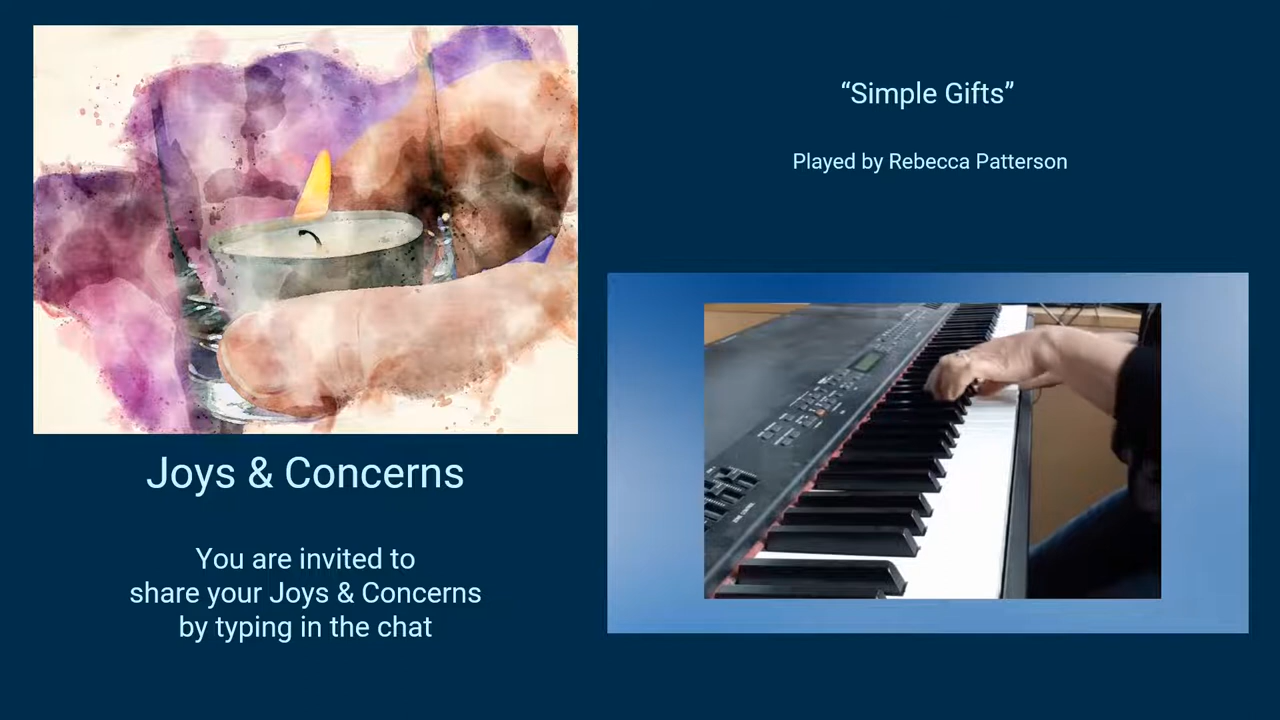 Joys & Concerns
You are invited to
share your Joys & Concerns
by typing in the chat
“Simple Gifts”
Played by Rebecca Patterson